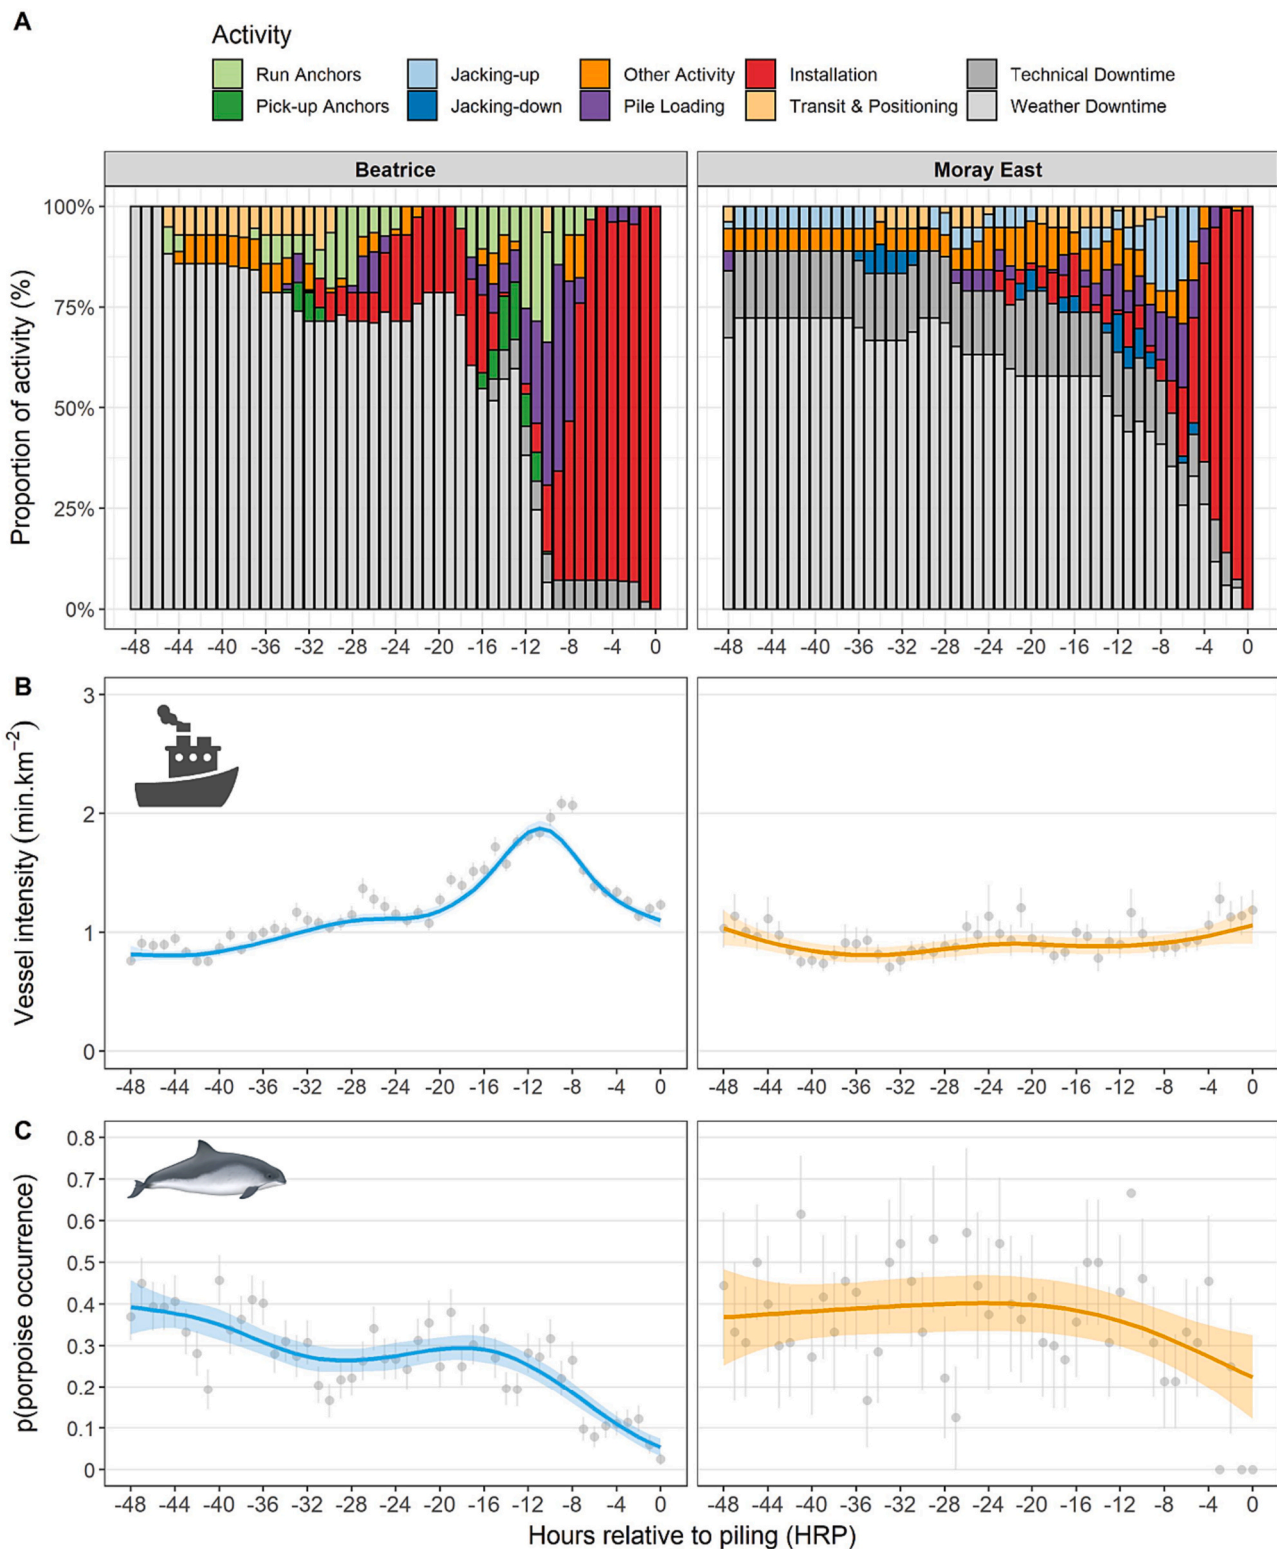 A
Activity
Run Anchors Jacking-up Other Activity Installation Technical Downtime
Pick-up Anchors Jacking-down Pile Loading Transit & Positioning Weather Downtime
Beatrice Moray East
Proportion of activity (%)
100%
75%
50%
25%
0%
-48 -44 -40 -36 -32 -28 -24 -20 -16 -12 -8 -4 0 -48 -44 -40 -36 -32 -28 -24 -20 -16 -12 -8 -4 0
B
Vessel intensity (min.km⁻²)
3
2
1
0
-48 -44 -40 -36 -32 -28 -24 -20 -16 -12 -8 -4 0 -48 -44 -40 -36 -32 -28 -24 -20 -16 -12 -8 -4 0
C
p(porpoise occurrence)
0.8
0.7
0.6
0.5
0.4
0.3
0.2
0.1
0
-48 -44 -40 -36 -32 -28 -24 -20 -16 -12 -8 -4 0 -48 -44 -40 -36 -32 -28 -24 -20 -16 -12 -8 -4 0
Hours relative to piling (HRP)